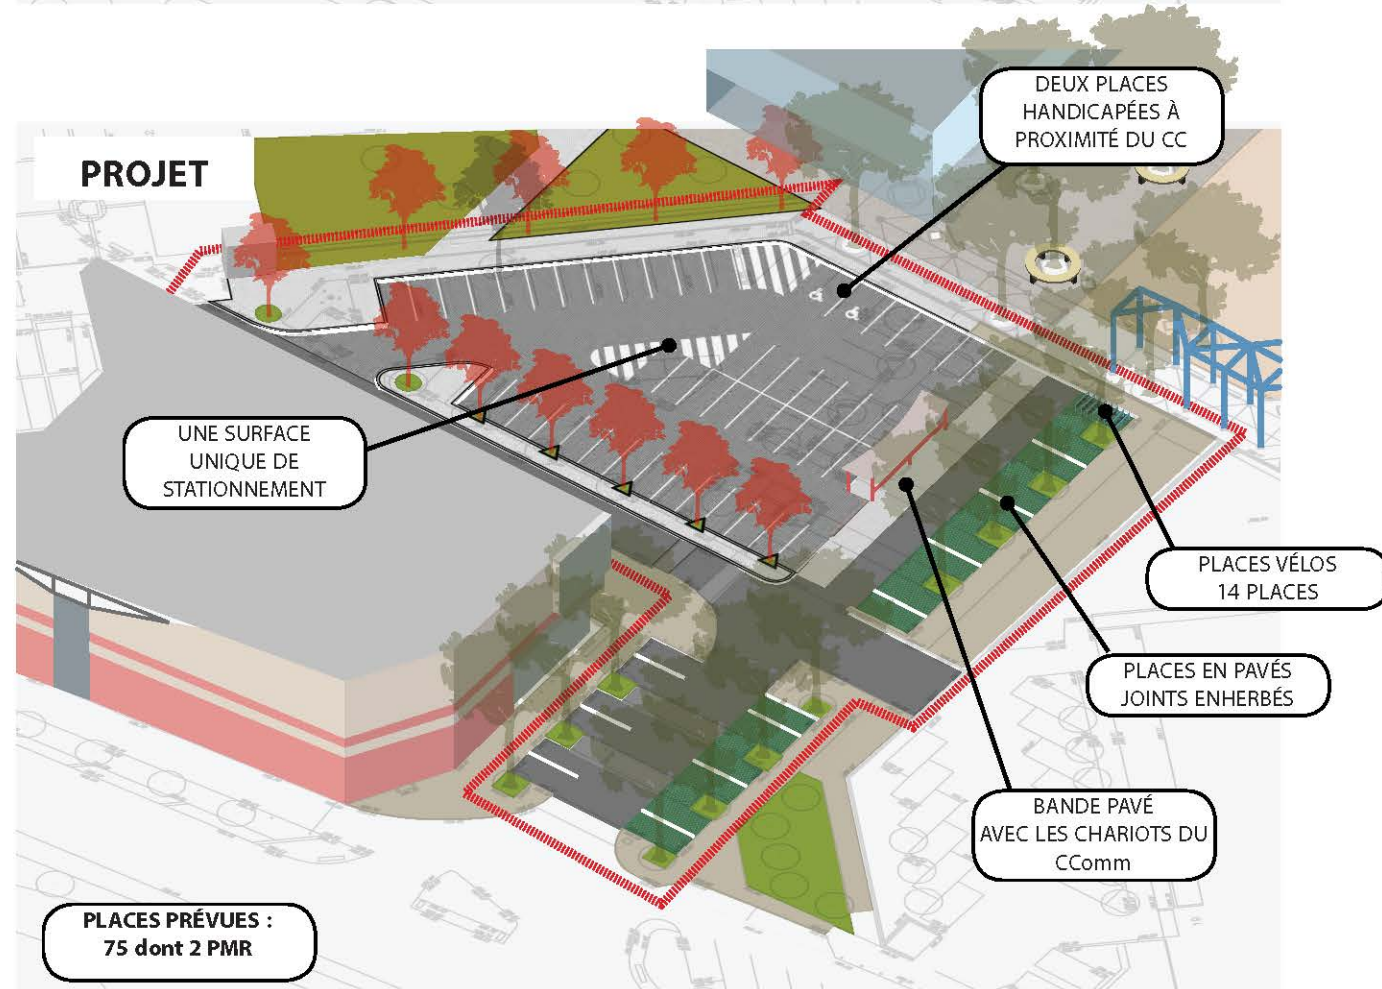 DEUX PLACES
HANDICAPÉES À
PROXIMITÉ DU CC
PROJET
UNE SURFACE
UNIQUE DE
STATIONNEMENT
PLACES VÉLOS
14 PLACES
PLACES EN PAVÉS
JOINTS ENHERBÉS
BANDE PAVÉ
AVEC LES CHARIOTS DU
CComm
PLACES PRÉVUES :
75 dont 2 PMR